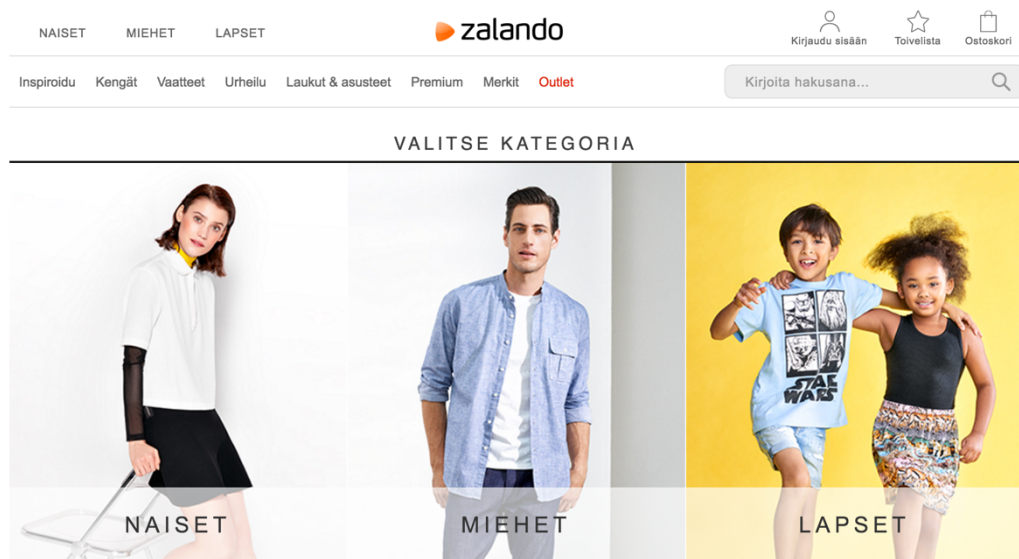 NAISET MIEHET LAPSET
zalando
Kirjaudu sisään Toivelista Ostoskori
Inspiroidu Kengät Vaatteet Urheilu Laukut & asusteet Premium Merkit Outlet
Kirjoita hakusana...
VALITSE KATEGORIA
STAR WARS
NAISET
MIEHET
LAPSET